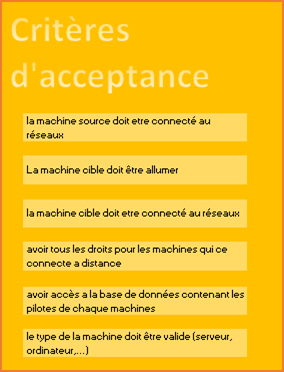 Critères
d'acceptance
la machine source doit etre connecté au
réseaux
La machine cible doit être allumer
la machine cible doit etre connecté au réseaux
avoir tous les droits pour les machines qui ce
connecte a distance
avoir accès a la base de données contenant les
pilotes de chaque machines
le type de la machine doit être valide (serveur,
ordinateur,...)